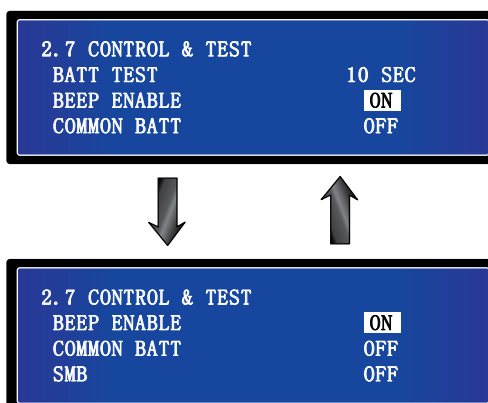 2.7 CONTROL & TEST
BATT TEST 10 SEC
BEEP ENABLE ON
COMMON BATT OFF
2.7 CONTROL & TEST
BEEP ENABLE ON
COMMON BATT OFF
SMB OFF